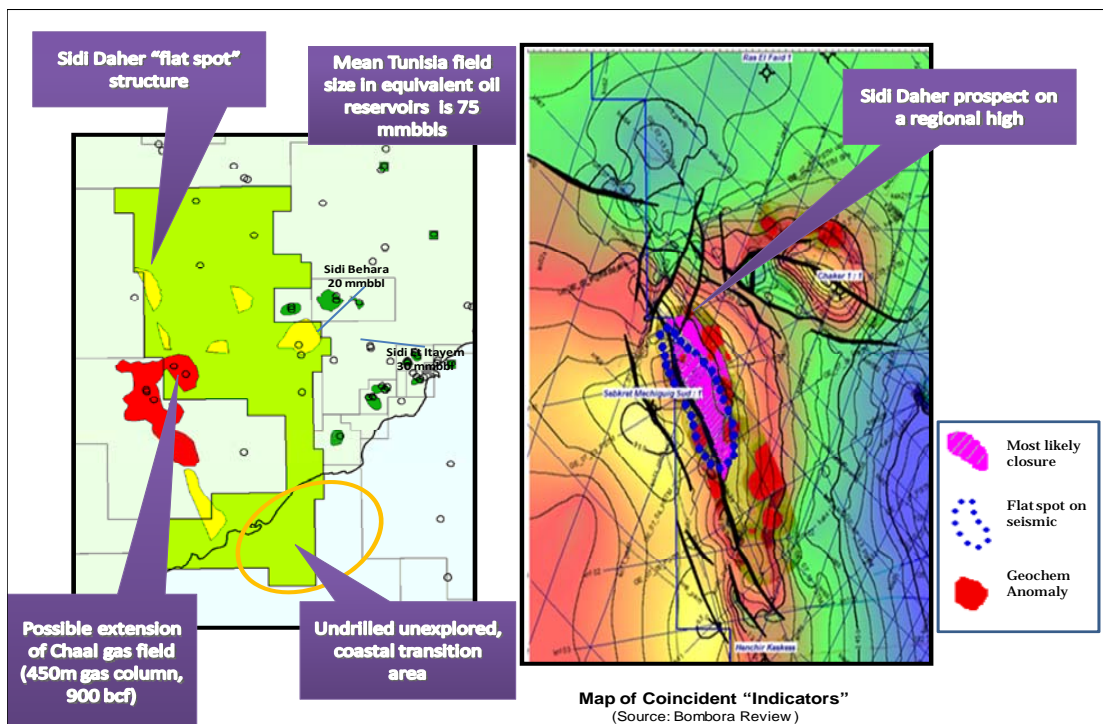 Sidi Daher “flat spot”
structure
Mean Tunisia field
size in equivalent oil
reservoirs is 75
mmbbls
Sidi Behara
20 mmbbl
Sidi Et Itayem
30 mmbbl
Possible extension
of Chaal gas field
(450m gas column,
900 bcf)
Undrilled unexplored,
coastal transition
area
Ras El Faid 1
Sidi Daher prospect on
a regional high
Chaker 1 : 1
Sebkret Mechiguig Sud : 1
Henchir Keskess
Most likely
closure
Flat spot on
seismic
Geochem
Anomaly
Map of Coincident “Indicators”
(Source: Bombora Review)